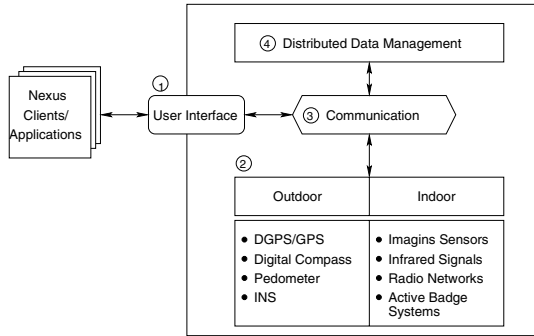 4 Distributed Data Management
1
Nexus
Clients/
Applications
User Interface
3 Communication
2
Outdoor
Indoor
• DGPS/GPS
• Digital Compass
• Pedometer
• INS
• Imagins Sensors
• Infrared Signals
• Radio Networks
• Active Badge
Systems